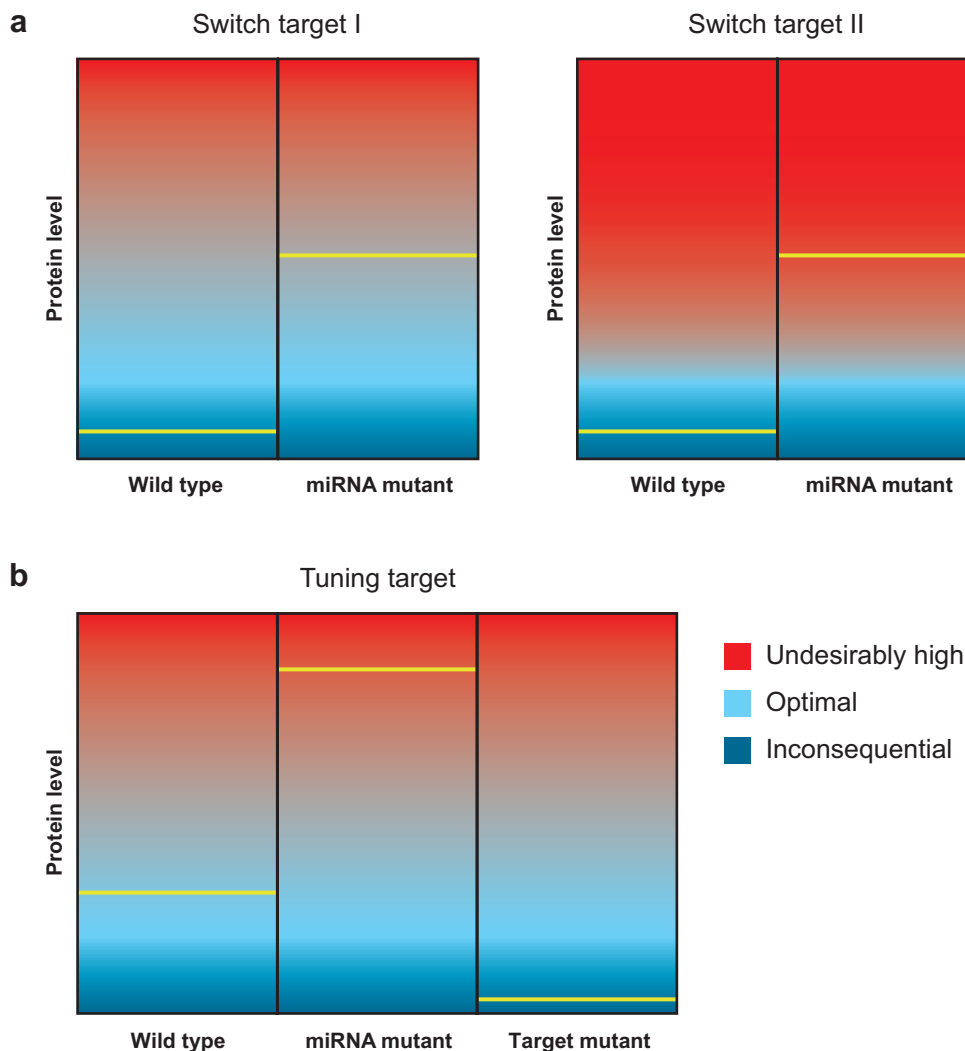 a
Switch target I
Switch target II
Protein level
Protein level
Wild type
miRNA mutant
Wild type
miRNA mutant
b
Tuning target
Protein level
Undesirably high
Optimal
Inconsequential
Wild type
miRNA mutant
Target mutant